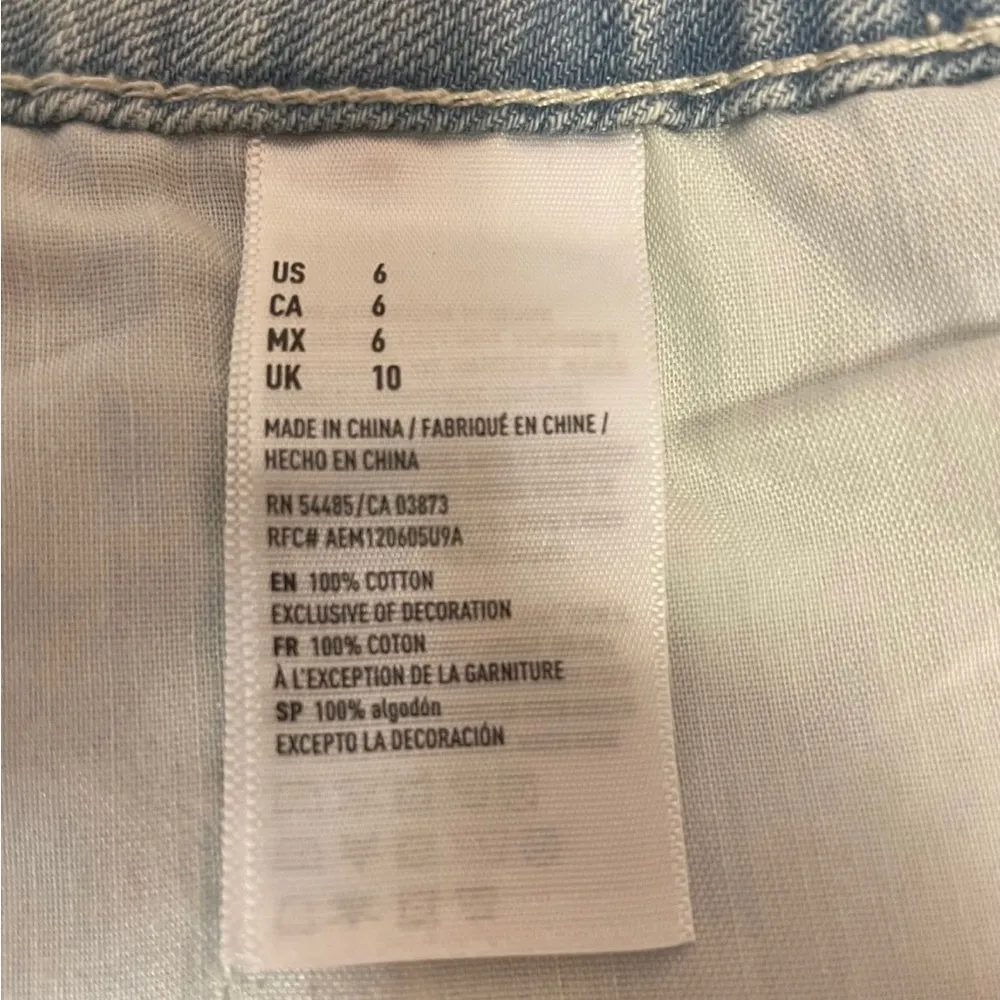 US 6
CA 6
MX 6
UK 10
MADE IN CHINA / FABRIQUÉ EN CHINE /
HECHO EN CHINA
RN 54485/CA 03873
RFC# AEM120605U9A
EN 100% COTTON
EXCLUSIVE OF DECORATION
FR 100% COTON
À L'EXCEPTION DE LA GARNITURE
SP 100% algodón
EXCEPTO LA DECORACIÓN